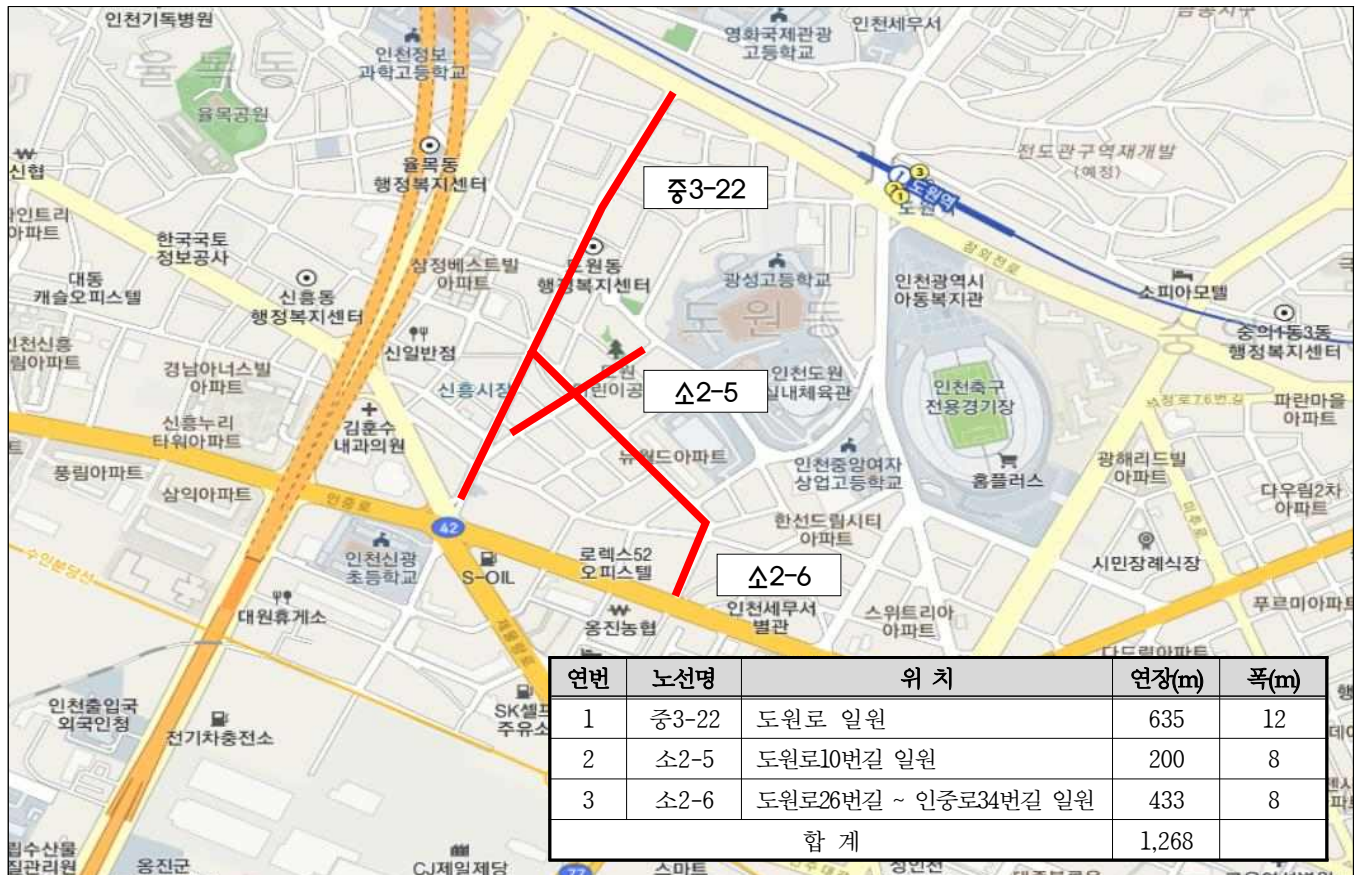 인천기독병원
율목동
율목공원
인천정보
과학고등학교
영화국제관광
고등학교
인천세무서
신협
율목동
행정복지센터
중3-22
전도관구역재개발
(예정)
도원역
도원역
아파트
한국국토
정보공사
대동
캐슬오피스텔
신흥동
행정복지센터
삼정베스트빌
아파트
도원동
행정복지센터
광성고등학교
도원동
인천광역시
아동복지관
참외전로
소피아모텔
숭의1동3동
행정복지센터
신일반점
경남아너스빌
아파트
신흥시장
소2-5
인천도원
실내체육관
인천축구
전용경기장
파란마을
아파트
신흥누리
타워아파트
김훈수
내과의원
뉴월드아파트
인천중앙여자
상업고등학교
홈플러스
광해리드빌
아파트
풍림아파트
삼익아파트
인중로
42
한선드림시티
아파트
다우림2차
아파트
수인분당선
인천신광
초등학교
S-OIL
로렉스52
오피스텔
소2-6
시민장례식장
대원휴게소
옹진농협
인천세무서
별관
스위트리아
아파트
푸르미아파트
다드림아파트
인천출입국
외국인청
전기차충전소
SK셀프
주유소
연번 노선명 위 치 연장(m) 폭(m)
1 중3-22 도원로 일원 635 12
2 소2-5 도원로10번길 일원 200 8
3 소2-6 도원로26번길 ~ 인중로34번길 일원 433 8
합 계 1,268
옹진군
CJ제일제당
77
스마트